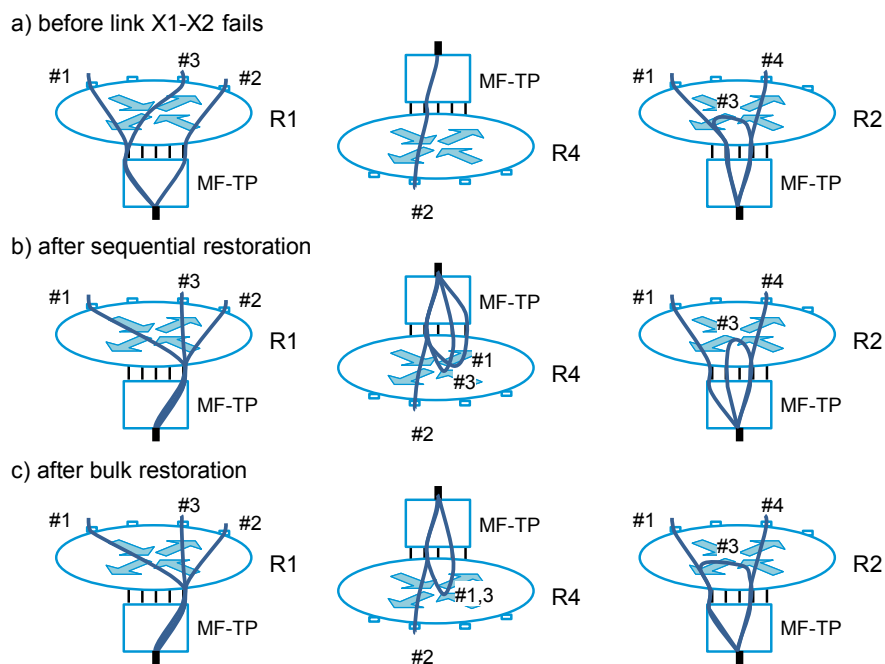 a) before link X1-X2 fails
#1 #3 #2 R1 MF-TP
MF-TP R4 #2
#1 #4 #3 R2 MF-TP
b) after sequential restoration
#1 #3 #2 R1 MF-TP
MF-TP #1 #3 R4 #2
#1 #4 #3 R2 MF-TP
c) after bulk restoration
#1 #3 #2 R1 MF-TP
MF-TP #1,3 R4 #2
#1 #4 #3 R2 MF-TP